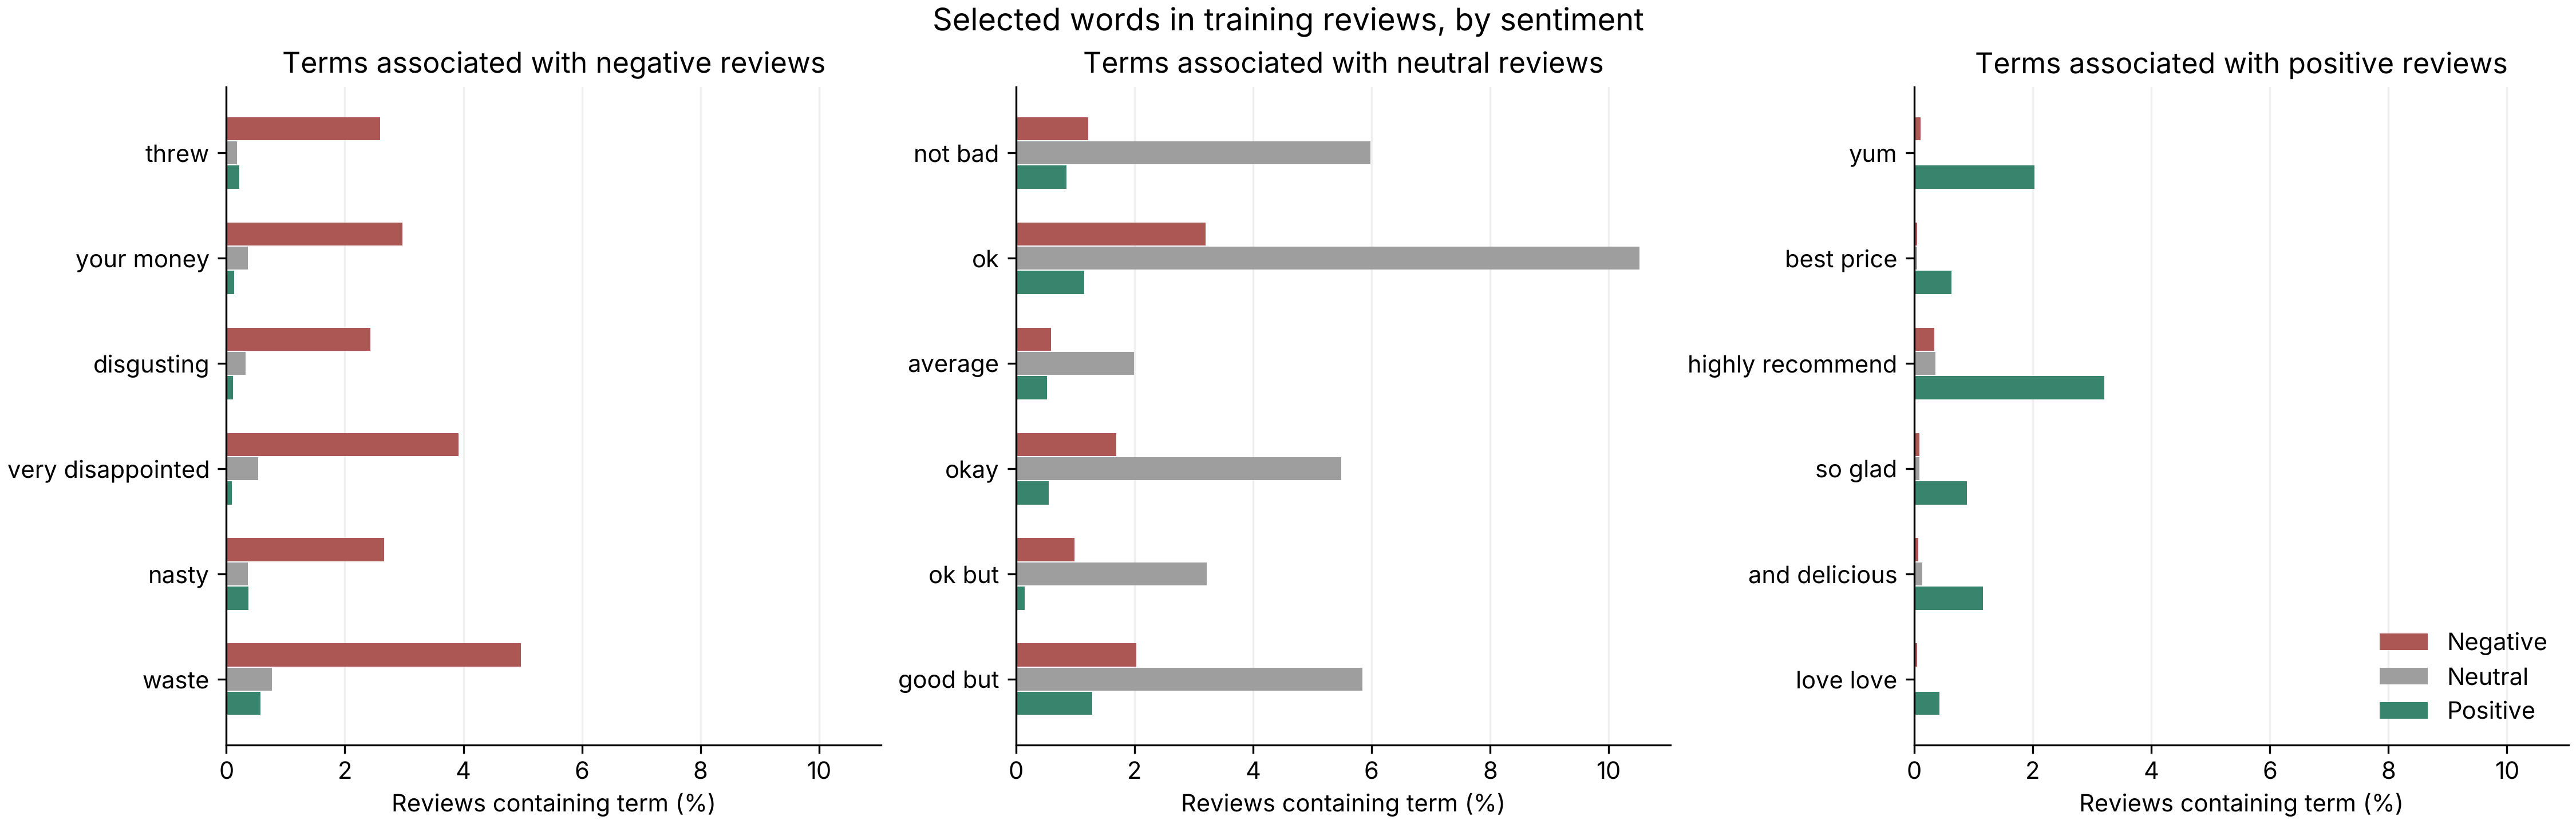 Selected words in training reviews, by sentiment
Terms associated with negative reviews
threw
your money
disgusting
very disappointed
nasty
waste
0 2 4 6 8 10
Reviews containing term (%)
Terms associated with neutral reviews
not bad
ok
average
okay
ok but
good but
0 2 4 6 8 10
Reviews containing term (%)
Terms associated with positive reviews
yum
best price
highly recommend
so glad
and delicious
love love
0 2 4 6 8 10
Reviews containing term (%)
Negative
Neutral
Positive